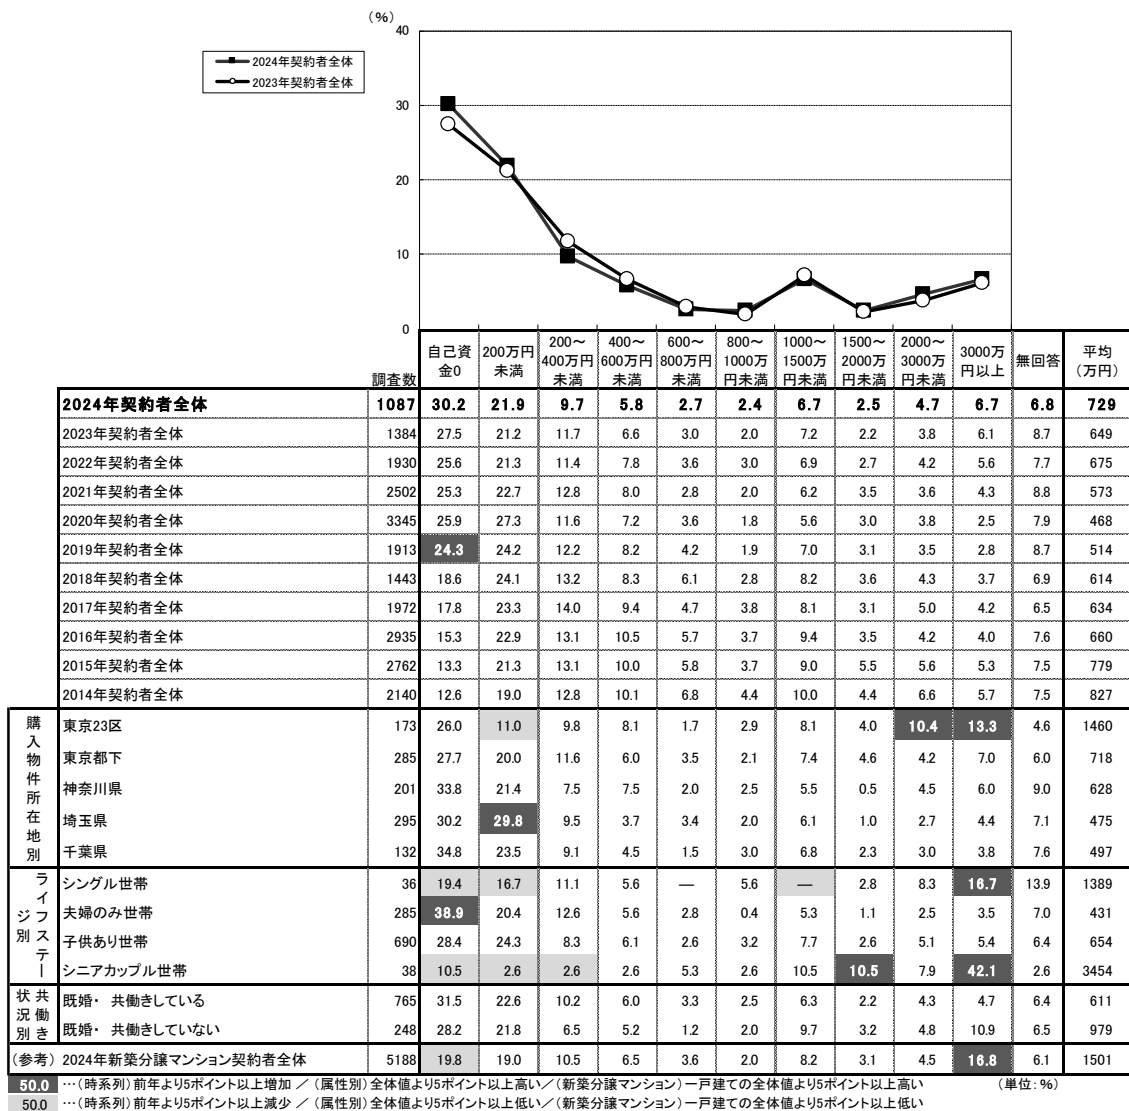 (%)
40
30
20
10
0
2024年契約者全体
2023年契約者全体
調査数 自己資金0 200万円未満 200～400万円未満 400～600万円未満 600～800万円未満 800～1000万円未満 1000～1500万円未満 1500～2000万円未満 2000～3000万円未満 3000万円以上 無回答 平均(万円)
2024年契約者全体 1087 30.2 21.9 9.7 5.8 2.7 2.4 6.7 2.5 4.7 6.7 6.8 729
2023年契約者全体 1384 27.5 21.2 11.7 6.6 3.0 2.0 7.2 2.2 3.8 6.1 8.7 649
2022年契約者全体 1930 25.6 21.3 11.4 7.8 3.6 3.0 6.9 2.7 4.2 5.6 7.7 675
2021年契約者全体 2502 25.3 22.7 12.8 8.0 2.8 2.0 6.2 3.5 3.6 4.3 8.8 573
2020年契約者全体 3345 25.9 27.3 11.6 7.2 3.6 1.8 5.6 3.0 3.8 2.5 7.9 468
2019年契約者全体 1913 24.3 24.2 12.2 8.2 4.2 1.9 7.0 3.1 3.5 2.8 8.7 514
2018年契約者全体 1443 18.6 24.1 13.2 8.3 6.1 2.8 8.2 3.6 4.3 3.7 6.9 614
2017年契約者全体 1972 17.8 23.3 14.0 9.4 4.7 3.8 8.1 3.1 5.0 4.2 6.5 634
2016年契約者全体 2935 15.3 22.9 13.1 10.5 5.7 3.7 9.4 3.5 4.2 4.0 7.6 660
2015年契約者全体 2762 13.3 21.3 13.1 10.0 5.8 3.7 9.0 5.5 5.6 5.3 7.5 779
2014年契約者全体 2140 12.6 19.0 12.8 10.1 6.8 4.4 10.0 4.4 6.6 5.7 7.5 827
購入物件所在地別
東京23区 173 26.0 11.0 9.8 8.1 1.7 2.9 8.1 4.0 10.4 13.3 4.6 1460
東京都下 285 27.7 20.0 11.6 6.0 3.5 2.1 7.4 4.6 4.2 7.0 6.0 718
神奈川県 201 33.8 21.4 7.5 7.5 2.0 2.5 5.5 0.5 4.5 6.0 9.0 628
埼玉県 295 30.2 29.8 9.5 3.7 3.4 2.0 6.1 1.0 2.7 4.4 7.1 475
千葉県 132 34.8 23.5 9.1 4.5 1.5 3.0 6.8 2.3 3.0 3.8 7.6 497
ライフステージ別
シングル世帯 36 19.4 16.7 11.1 5.6 ― 5.6 ― 2.8 8.3 16.7 13.9 1389
夫婦のみ世帯 285 38.9 20.4 12.6 5.6 2.8 0.4 5.3 1.1 2.5 3.5 7.0 431
子供あり世帯 690 28.4 24.3 8.3 6.1 2.6 3.2 7.7 2.6 5.1 5.4 6.4 654
シニアカップル世帯 38 10.5 2.6 2.6 2.6 5.3 2.6 10.5 10.5 7.9 42.1 2.6 3454
共働き状況別
既婚・ 共働きしている 765 31.5 22.6 10.2 6.0 3.3 2.5 6.3 2.2 4.3 4.7 6.4 611
既婚・ 共働きしていない 248 28.2 21.8 6.5 5.2 1.2 2.0 9.7 3.2 4.8 10.9 6.5 979
(参考) 2024年新築分譲マンション契約者全体 5188 19.8 19.0 10.5 6.5 3.6 2.0 8.2 3.1 4.5 16.8 6.1 1501
50.0 …(時系列)前年より5ポイント以上増加 ／ (属性別)全体値より5ポイント以上高い／(新築分譲マンション)一戸建ての全体値より5ポイント以上高い (単位：%)
50.0 …(時系列)前年より5ポイント以上減少 ／ (属性別)全体値より5ポイント以上低い／(新築分譲マンション)一戸建ての全体値より5ポイント以上低い